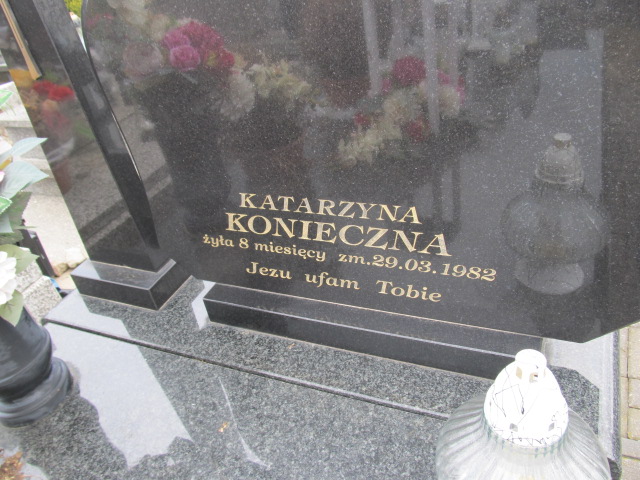 KATARZYNA
KONIECZNA
żyła 8 miesięcy zm.29.03.1982
Jezu ufam Tobie